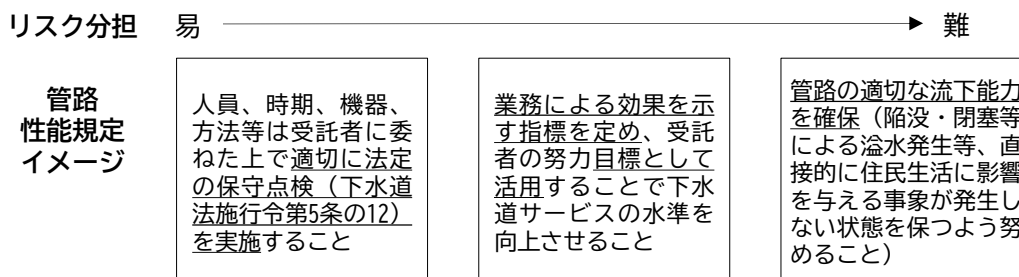 リスク分担 易 難
管路
性能規定
イメージ
人員、時期、機器、
方法等は受託者に委
ねた上で適切に法定
の保守点検（下水道
法施行令第5条の12）
を実施すること
業務による効果を示
す指標を定め、受託
者の努力目標として
活用することで下水
道サービスの水準を
向上させること
管路の適切な流下能力
を確保（陥没・閉塞等
による溢水発生等、直
接的に住民生活に影響
を与える事象が発生し
ない状態を保つよう努
めること）